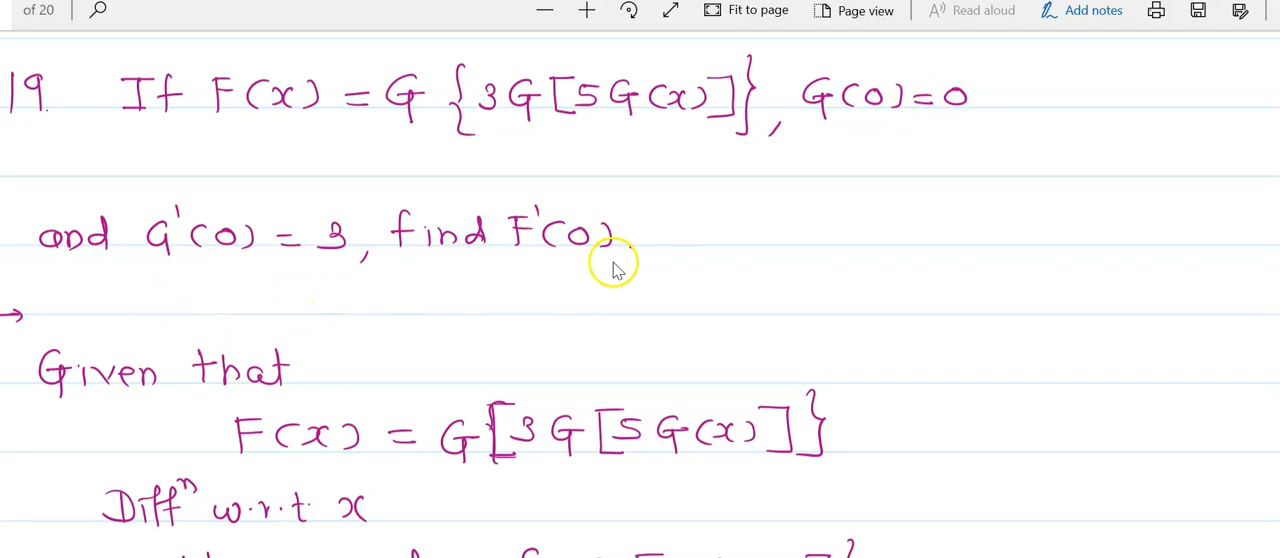 of 20 Fit to page Page view Read aloud Add notes
19. If F(x) = G {3G[5G(x)]}, G(0)=0
and G'(0) = 3, find F'(0).
→
Given that
F(x) = G[3G[5G(x)]}
Diffⁿ w.r.t. x